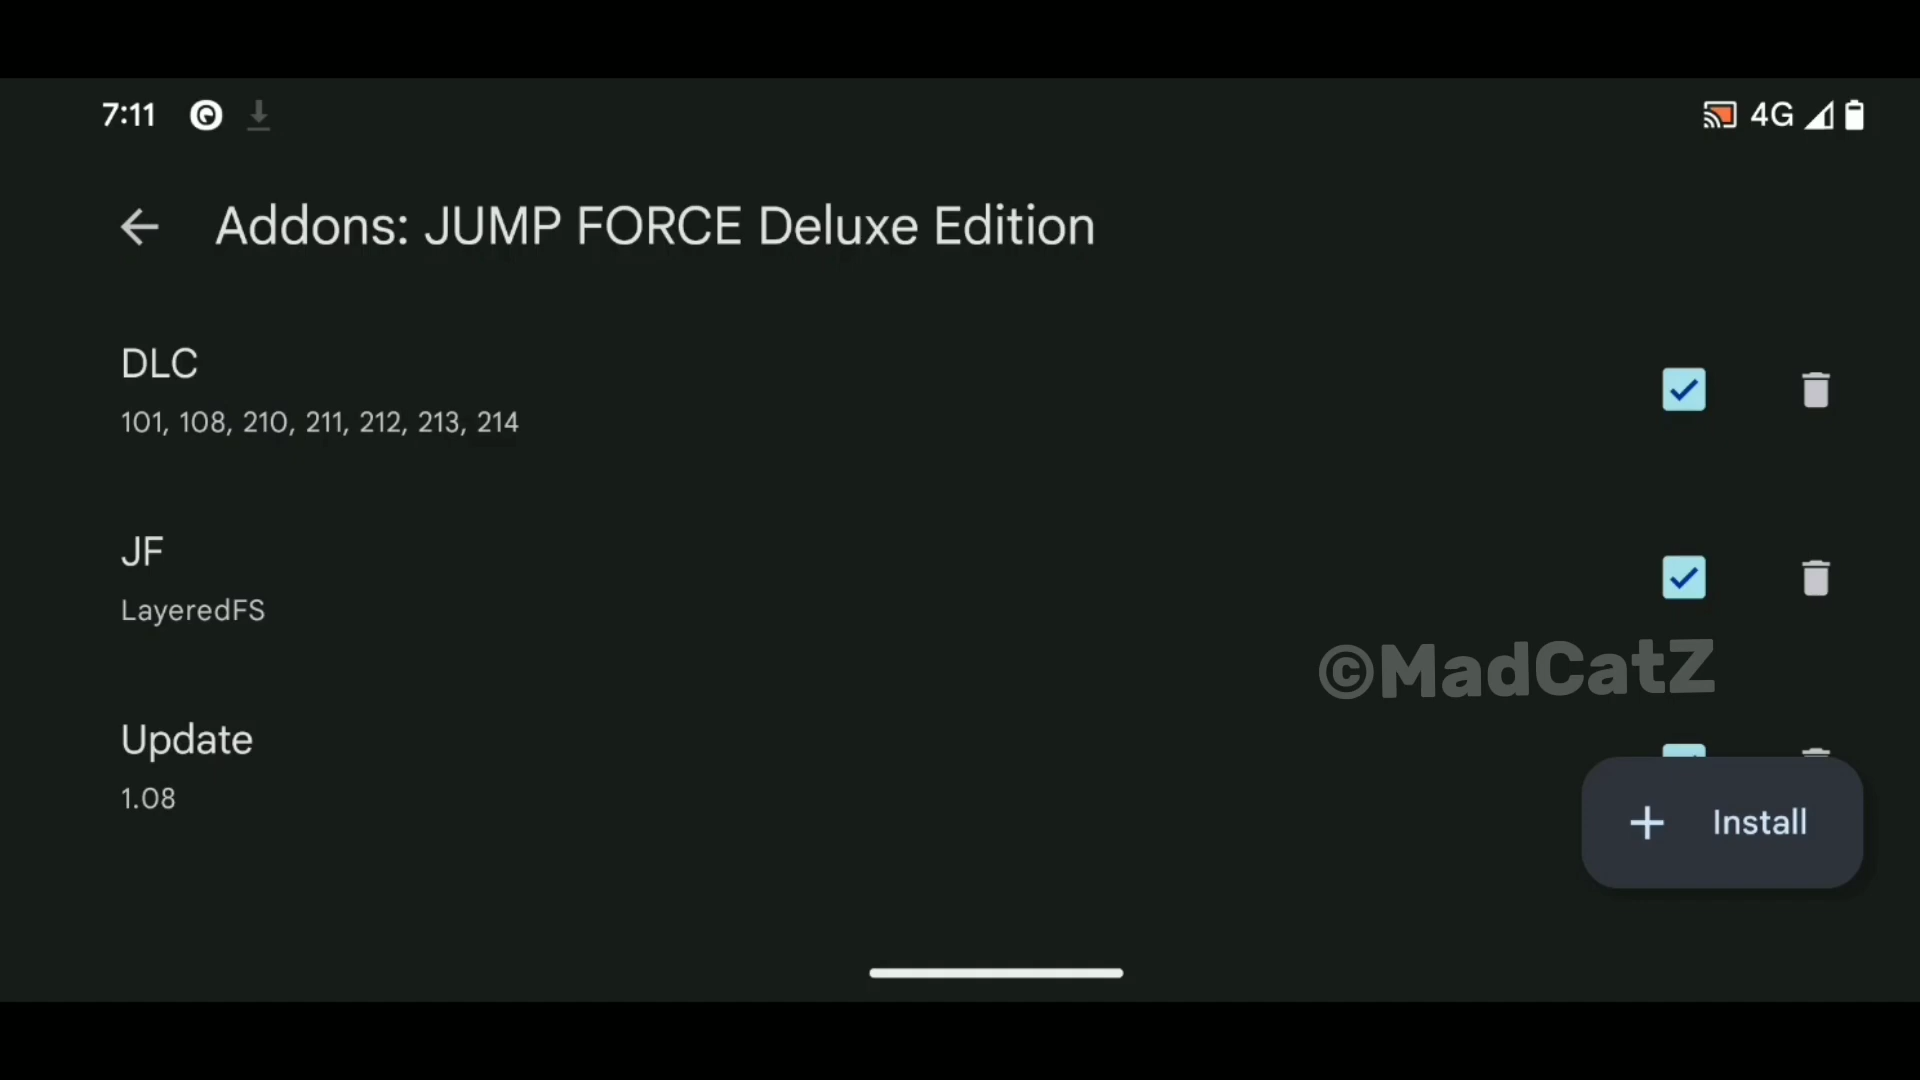 7:11
4G
Addons: JUMP FORCE Deluxe Edition
DLC
101, 108, 210, 211, 212, 213, 214
JF
LayeredFS
©MadCatZ
Update
1.08
+ Install